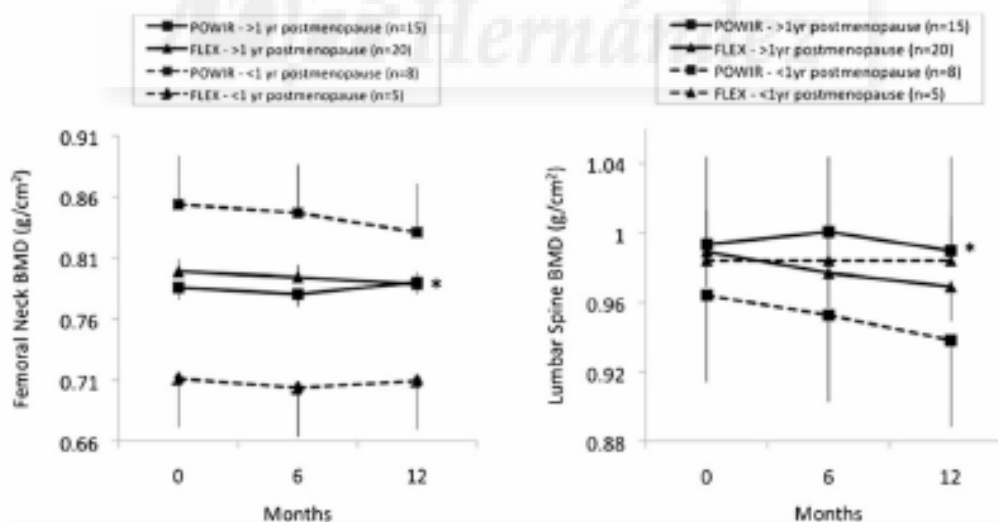 Hernández
POWIR - >1 yr postmenopause (n=15)
FLEX - >1 yr postmenopause (n=20)
POWIR - <1 yr postmenopause (n=8)
FLEX - <1 yr postmenopause (n=5)
0.91
0.86
0.81
0.76
0.71
0.66
Femoral Neck BMD (g/cm²)
*
0
6
12
Months
POWIR - >1yr postmenopause (n=15)
FLEX - >1yr postmenopause (n=20)
POWIR - <1yr postmenopause (n=8)
FLEX - <1yr postmenopause (n=5)
1.04
1
0.96
0.92
0.88
Lumbar Spine BMD (g/cm²)
*
0
6
12
Months